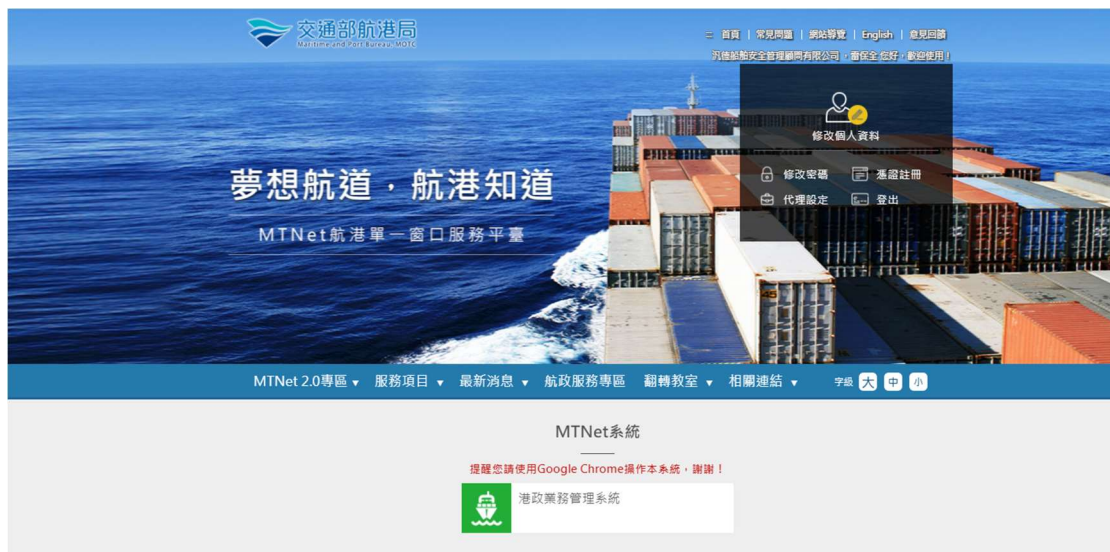 交通部航港局
Maritime and Port Bureau, MOTC
::: 首頁 | 常見問題 | 網站導覽 | English | 意見回饋
汎德船舶安全管理顧問有限公司，童保全 您好，歡迎使用！
修改個人資料
修改密碼 憑證註冊
代理設定 登出
夢想航道，航港知道
MTNet航港單一窗口服務平臺
MTNet 2.0專區 服務項目 最新消息 航政服務專區 翻轉教室 相關連結 字級 大 中 小
MTNet系統
提醒您請使用Google Chrome操作本系統，謝謝！
港政業務管理系統